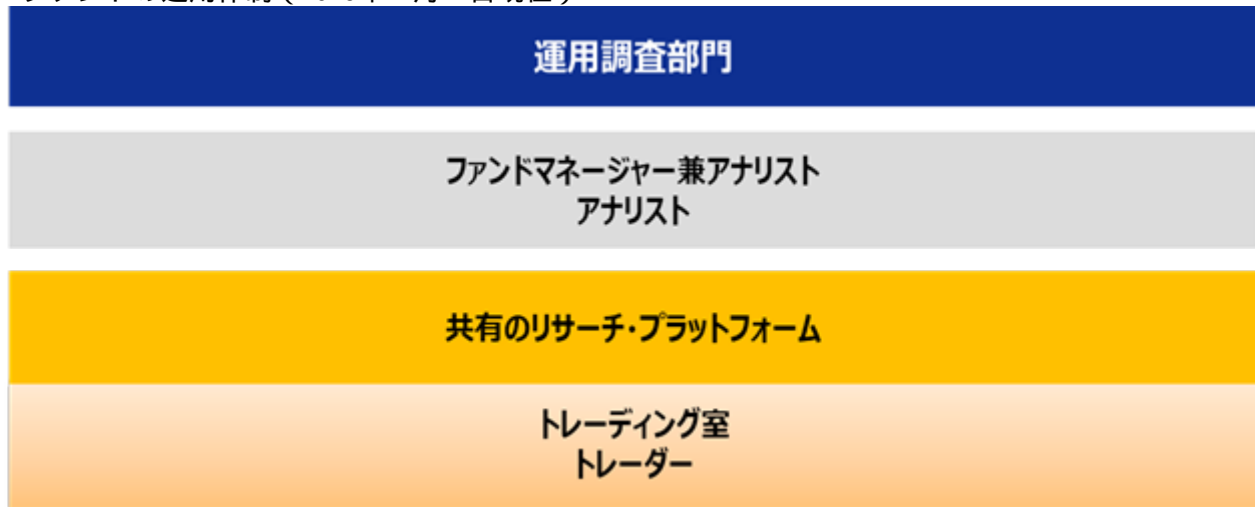 運用調査部門
ファンドマネージャー兼アナリスト
アナリスト
共有のリサーチ・プラットフォーム
トレーディング室
トレーダー